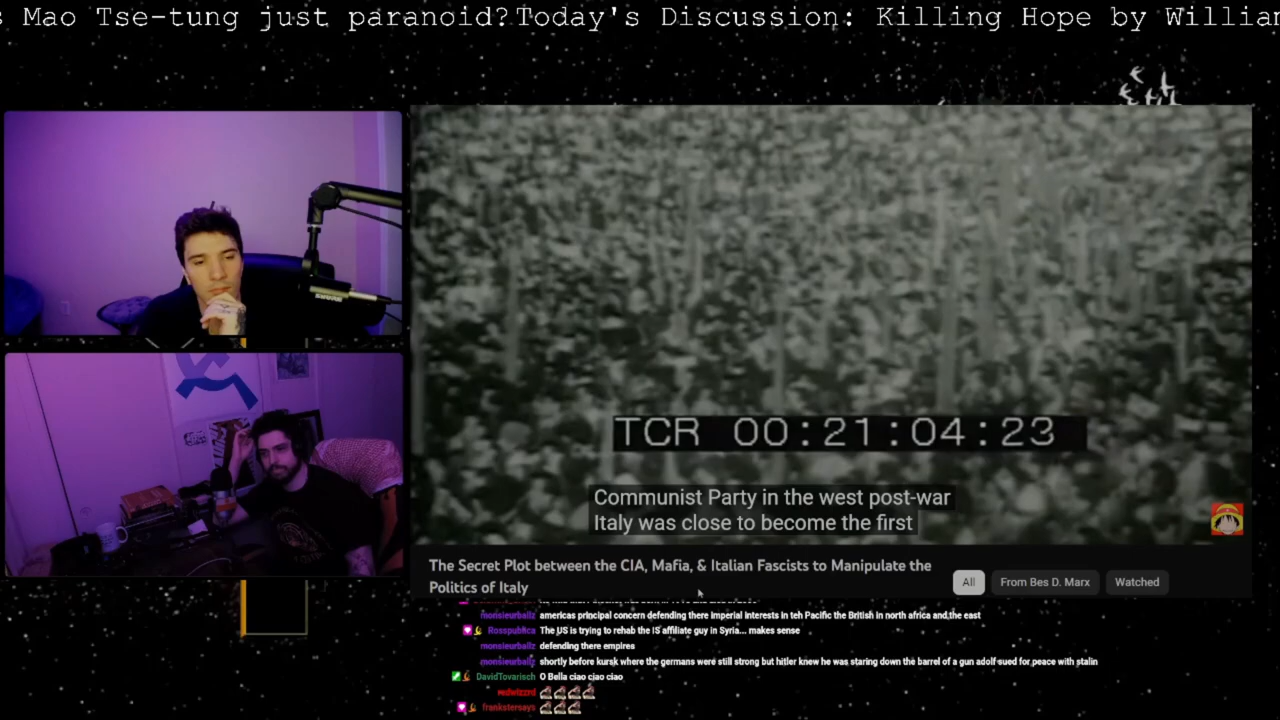 s Mao Tse-tung just paranoid?Today's Discussion: Killing Hope by Willian
TCR 00:21:04:23
Communist Party in the west post-war
Italy was close to become the first
The Secret Plot between the CIA, Mafia, & Italian Fascists to Manipulate the
Politics of Italy
All From Bes D. Marx Watched
monsieurballz americas principal concern defending there imperial interests in teh Pacific the British in north africa and,the east
Rosspublica The US is trying to rehab the IS affiliate guy in Syria... makes sense
monsieurballz defending there empires
monsieurballz shortly before kursk where the germans were still strong but hitler knew he was staring down the barrel of a gun adolf sued for peace with stalin
DavidTovarisch O Bella ciao ciao ciao
redwizzrd
frankstersays